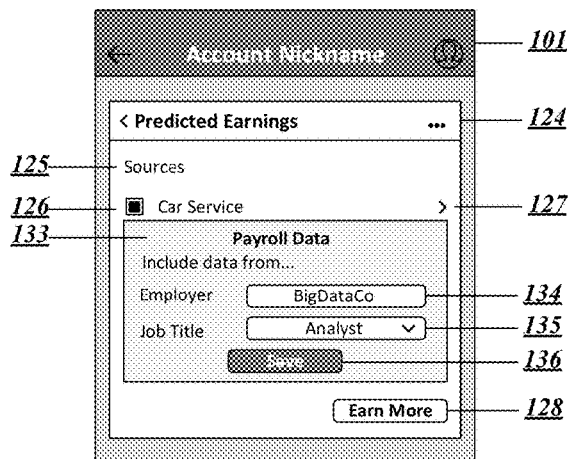 Account Nickname
101
< Predicted Earnings ...
124
125
Sources
126
Car Service >
127
133
Payroll Data
Include data from...
Employer BigDataCo
134
Job Title Analyst
135
Save
136
Earn More
128